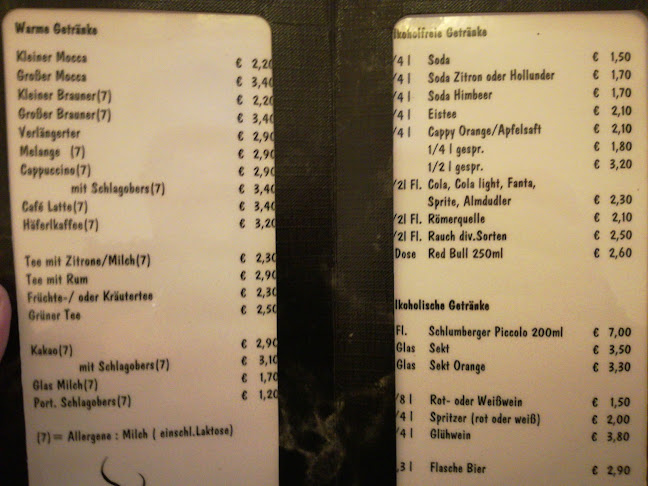 Warme Getränke
Kleiner Mocca € 2,20
Großer Mocca € 3,40
Kleiner Brauner(7) € 2,20
Großer Brauner(7) € 3,40
Verlängerter € 2,90
Melange (7) € 2,90
Cappuccino(7) € 2,90
mit Schlagobers(7) € 3,40
Café Latte(7) € 3,40
Häferlkaffee(7) € 3,20
Tee mit Zitrone/Milch(7) € 2,30
Tee mit Rum € 2,90
Früchte-/ oder Kräutertee € 2,30
Grüner Tee € 2,50
Kakao(7) € 2,90
mit Schlagobers(7) € 3,10
Glas Milch(7) € 1,70
Port. Schlagobers(7) € 1,20
(7)= Allergene : Milch ( einschl.Laktose)
lkoholfreie Getränke
/4 l Soda € 1,50
/4 l Soda Zitron oder Hollunder € 1,70
/4 l Soda Himbeer € 1,70
/4 l Eistee € 2,10
/4 l Cappy Orange/Apfelsaft € 2,10
1/4 l gespr. € 1,80
1/2 l gespr. € 3,20
/2l Fl. Cola, Cola light, Fanta,
Sprite, Almdudler € 2,30
/2l Fl. Römerquelle € 2,10
/2l Fl. Rauch div.Sorten € 2,50
Dose Red Bull 250ml € 2,60
lkoholische Getränke
Fl. Schlumberger Piccolo 200ml € 7,00
Glas Sekt € 3,50
Glas Sekt Orange € 3,30
/8 l Rot- oder Weißwein € 1,50
/4 l Spritzer (rot oder weiß) € 2,00
/4 l Glühwein € 3,80
,3 l Flasche Bier € 2,90